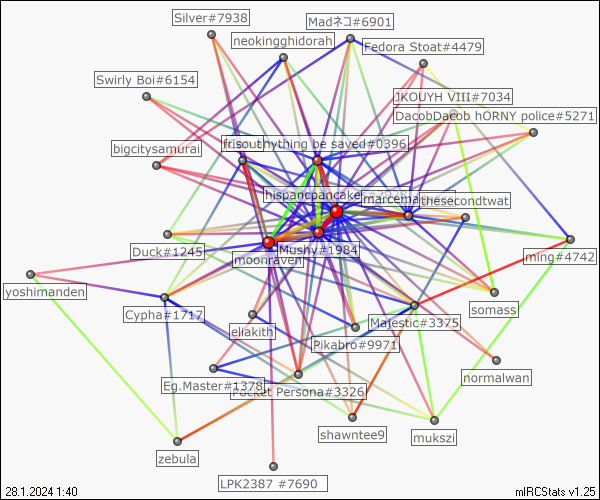 Silver#7938
Madネコ#6901
neokingghidorah
Fedora Stoat#4479
Swirly Boi#6154
JKOUYH VIII#7034
DacobDacob hORNY police#5271
bigcitysamurai
anything be saved#0396
hispancpancake
thesecondtwat
Duck#1245
Mushy#1984
moonraven
ming#4742
yoshimanden
somass
Cypha#1717
eliakith
Majestic#3375
Pikabro#9971
normalwan
Eg.Master#1378
Pocket Persona#3326
shawntee9
mukszi
zebula
LPK2387 #7690
28.1.2024 1:40
mIRCStats v1.25